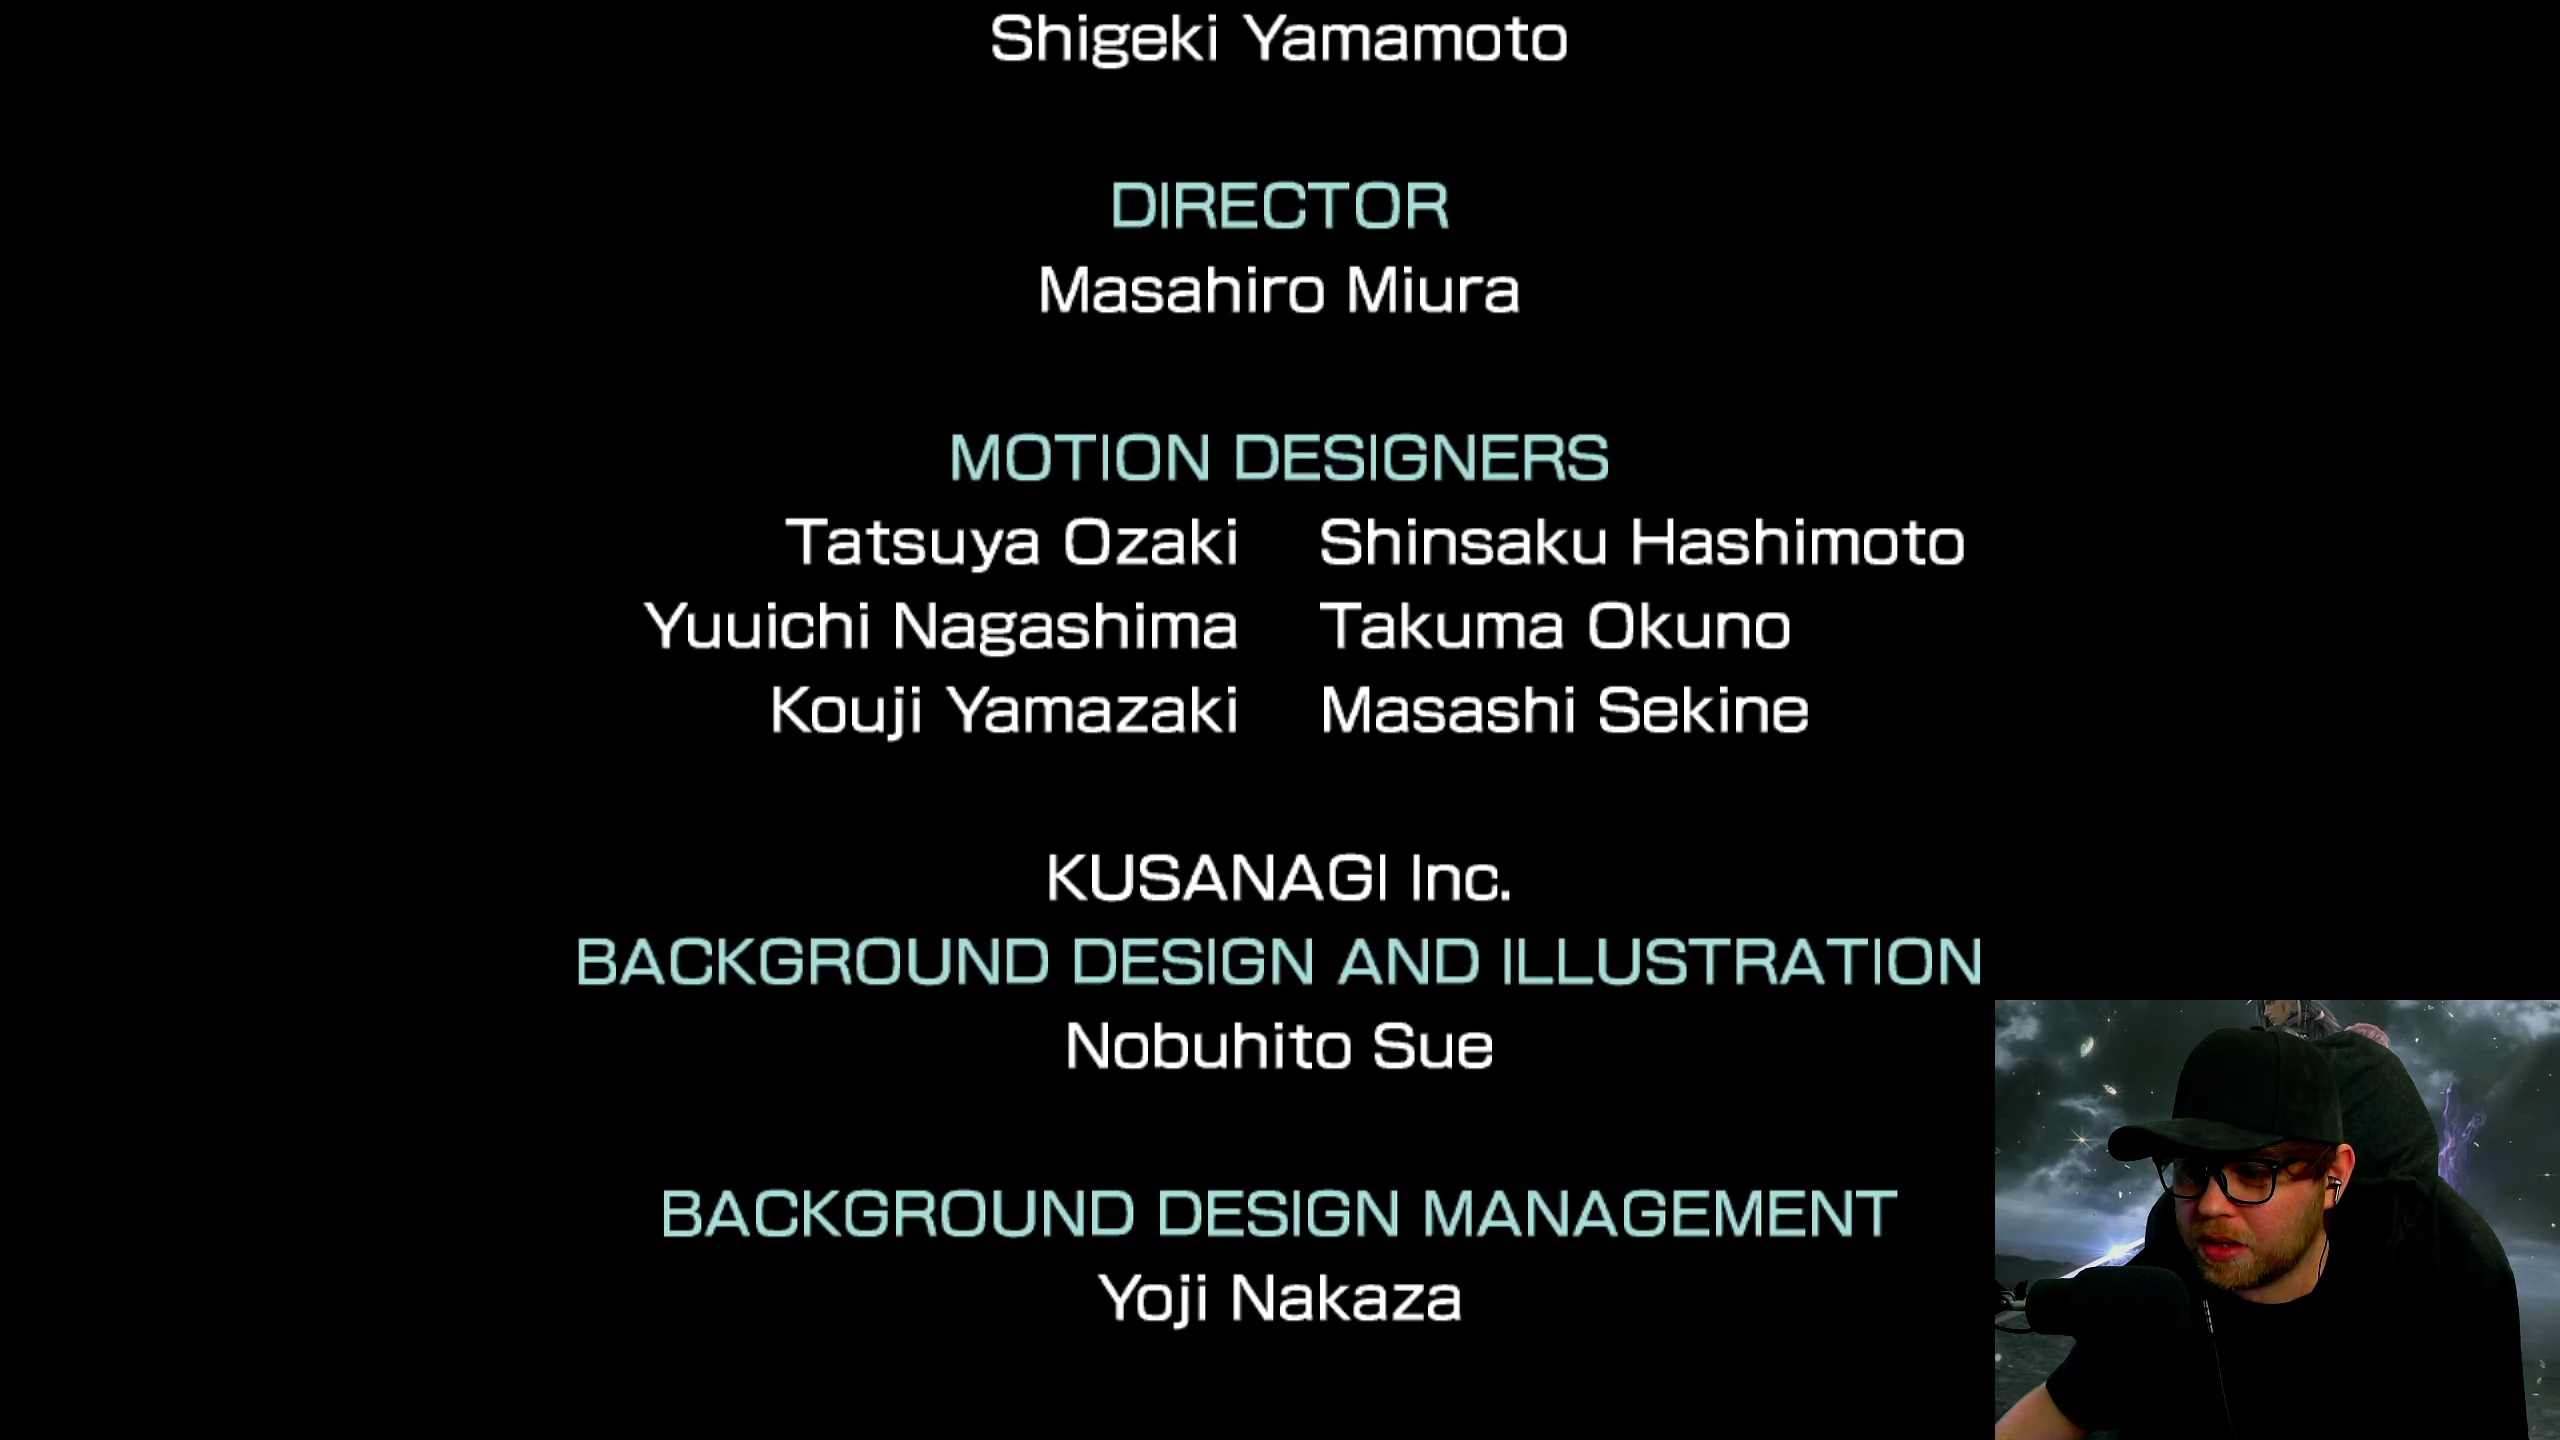 Shigeki Yamamoto
DIRECTOR
Masahiro Miura
MOTION DESIGNERS
Tatsuya Ozaki Shinsaku Hashimoto
Yuuichi Nagashima Takuma Okuno
Kouji Yamazaki Masashi Sekine
KUSANAGI Inc.
BACKGROUND DESIGN AND ILLUSTRATION
Nobuhito Sue
BACKGROUND DESIGN MANAGEMENT
Yoji Nakaza